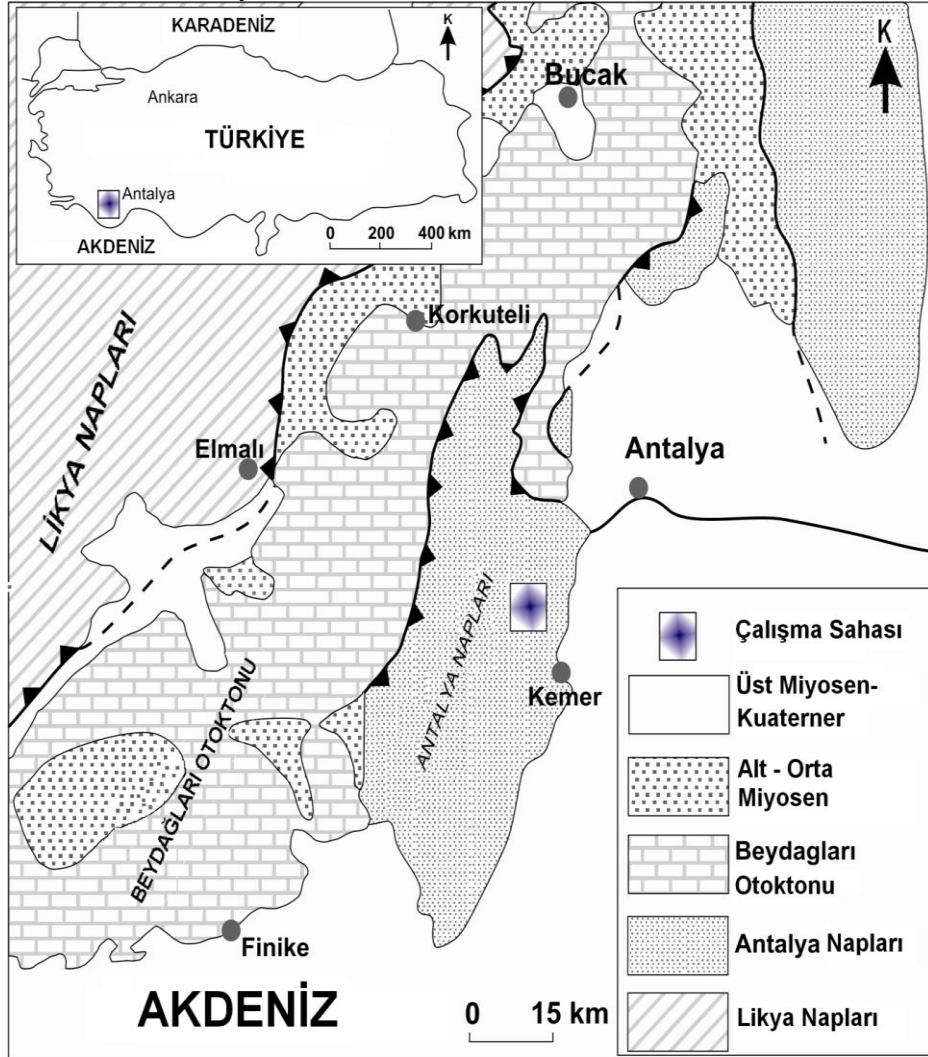 KARADENİZ
K
Ankara
TÜRKİYE
Antalya
AKDENİZ
0 200 400 km
K
Bucak
Korkuteli
LİKYA NAPLARI
Elmalı
Antalya
ANTALYA NAPLARI
Kemer
BEYDAĞLARI OTOKTONU
Finike
AKDENİZ
0 15 km
Çalışma Sahası
Üst Miyosen-
Kuaterner
Alt - Orta
Miyosen
Beydagları
Otoktonu
Antalya Napları
Likya Napları